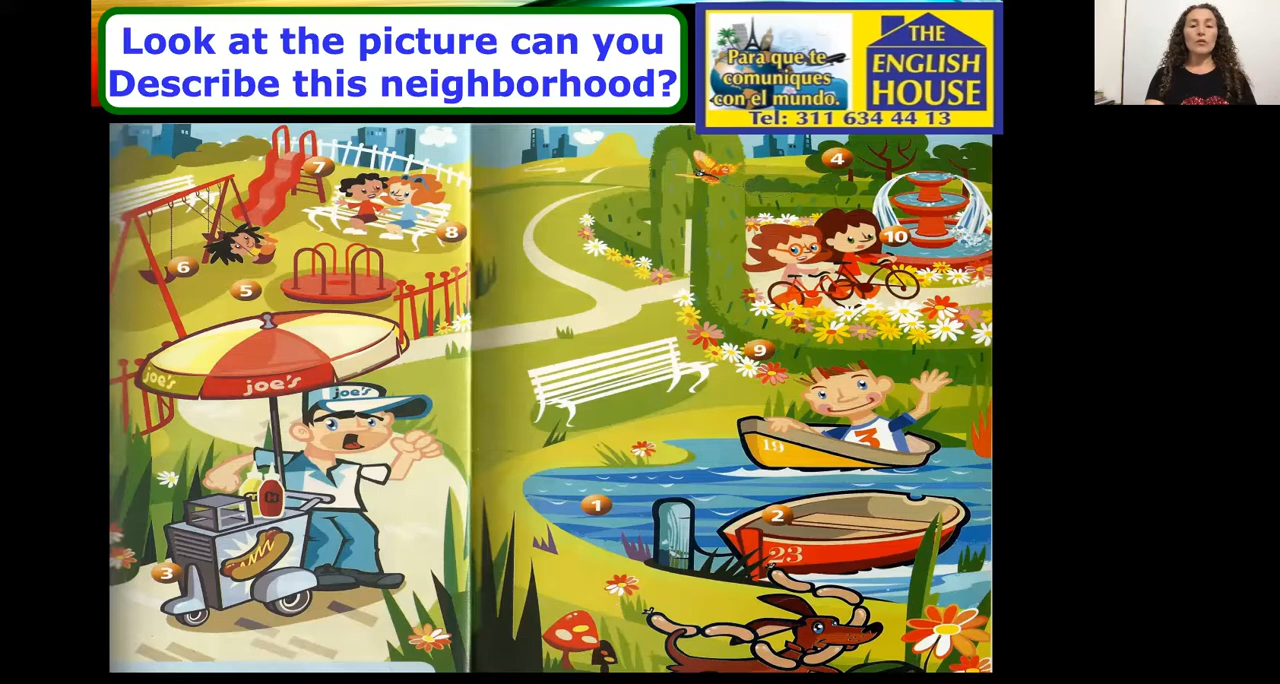 Look at the picture can you
Describe this neighborhood?
Para que te
comuniques
con el mundo.
THE
ENGLISH
HOUSE
Tel: 311 634 44 13
4
7
8
10
6
5
joe's
joe's
joe's
9
3
19
1
2
23
3